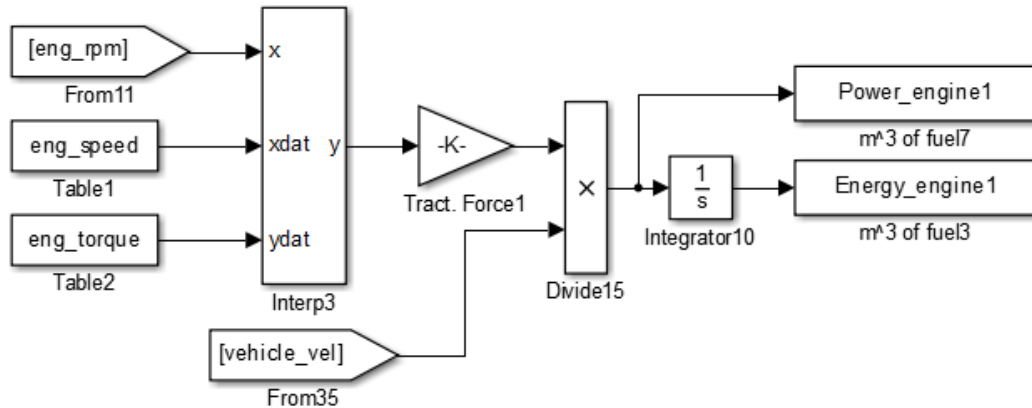 [eng_rpm]
From11
eng_speed
Table1
eng_torque
Table2
x
xdat
y
ydat
Interp3
-K-
Tract. Force1
[vehicle_vel]
From35
×
Divide15
1
s
Integrator10
Power_engine1
m^3 of fuel7
Energy_engine1
m^3 of fuel3